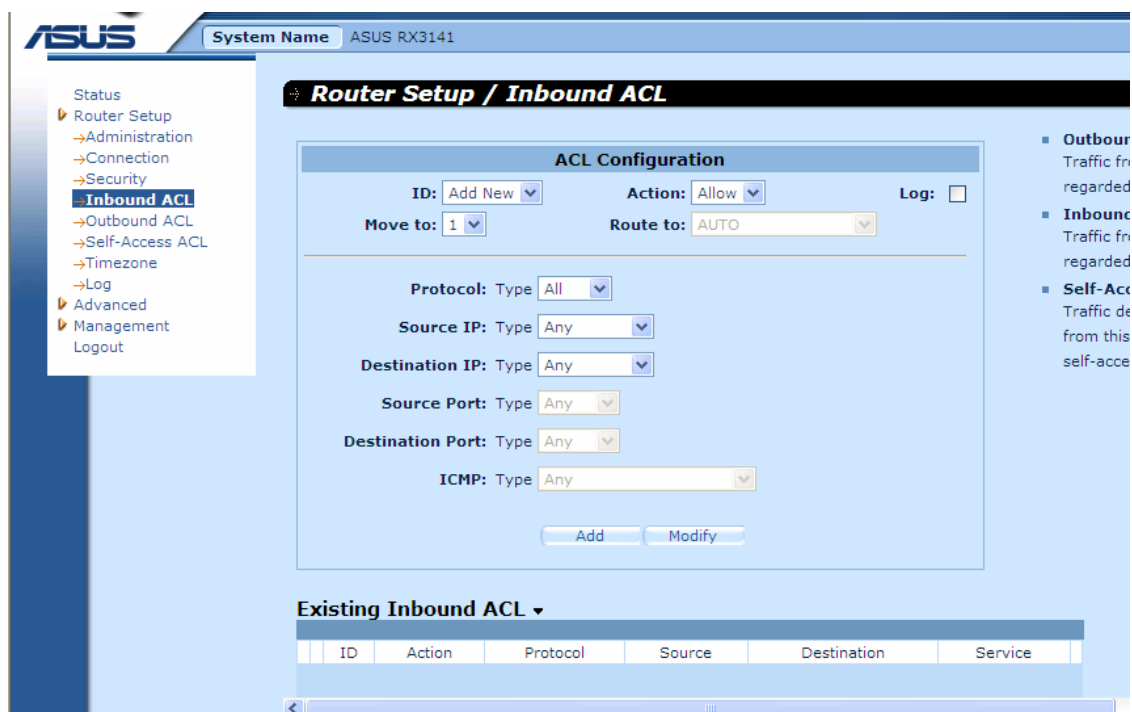 ASUS
System Name ASUS RX3141
Status
Router Setup
→Administration
→Connection
→Security
→Inbound ACL
→Outbound ACL
→Self-Access ACL
→Timezone
→Log
Advanced
Management
Logout
Router Setup / Inbound ACL
ACL Configuration
ID: Add New Action: Allow Log:
Move to: 1 Route to: AUTO
Protocol: Type All
Source IP: Type Any
Destination IP: Type Any
Source Port: Type Any
Destination Port: Type Any
ICMP: Type Any
Add Modify
Existing Inbound ACL
ID Action Protocol Source Destination Service
Outboun
Traffic fr
regarded
Inbound
Traffic fr
regarded
Self-Acc
Traffic de
from this
self-acce